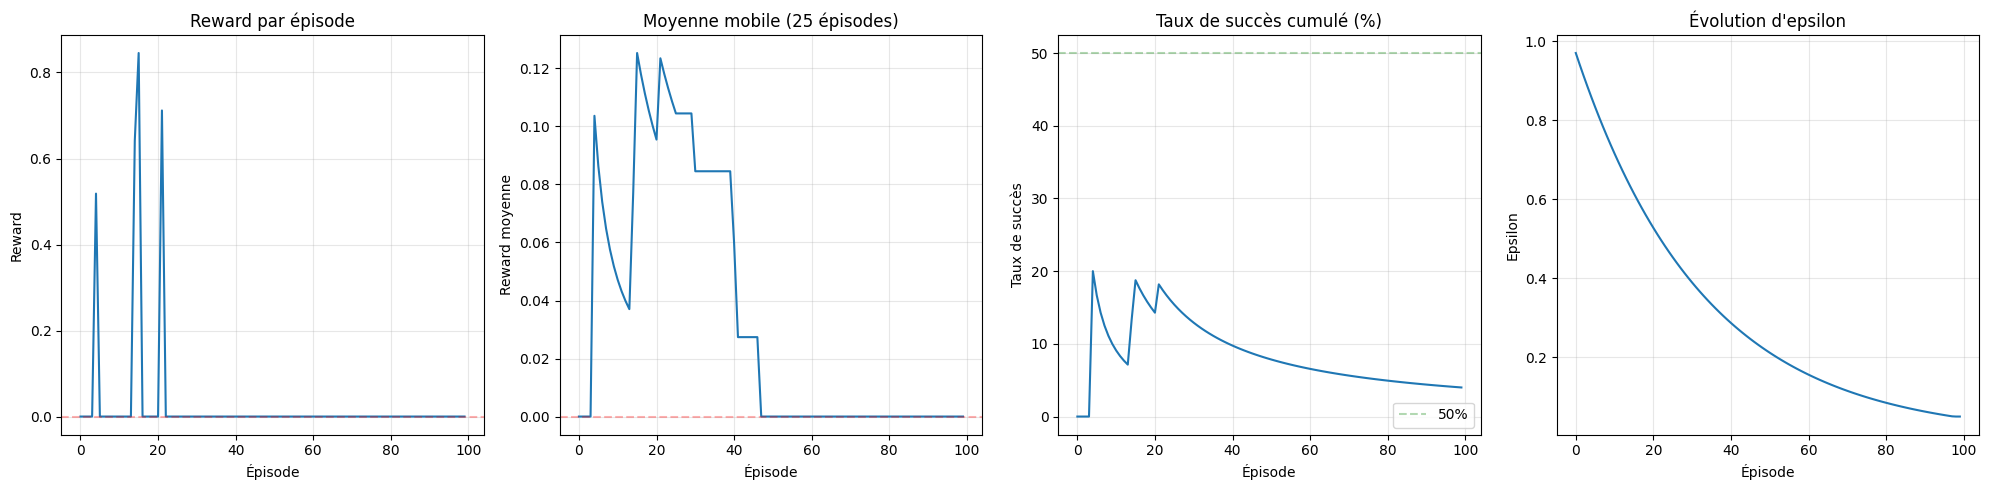 Reward par épisode
Reward
0.8
0.6
0.4
0.2
0.0
0 20 40 60 80 100
Épisode
Moyenne mobile (25 épisodes)
Reward moyenne
0.12
0.10
0.08
0.06
0.04
0.02
0.00
0 20 40 60 80 100
Épisode
Taux de succès cumulé (%)
Taux de succès
50
40
30
20
10
0
50%
0 20 40 60 80 100
Épisode
Évolution d'epsilon
Epsilon
1.0
0.8
0.6
0.4
0.2
0 20 40 60 80 100
Épisode